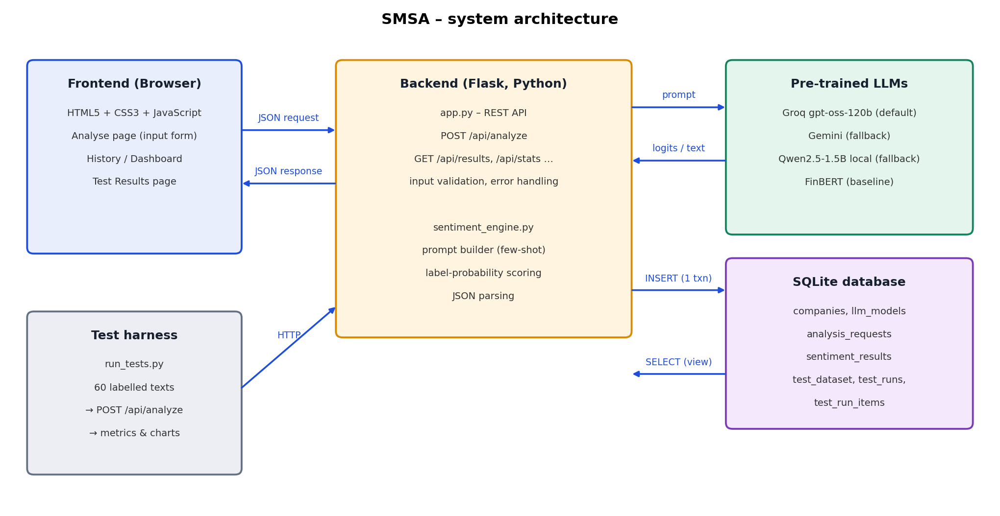 SMSA – system architecture
Frontend (Browser)
HTML5 + CSS3 + JavaScript
Analyse page (input form)
History / Dashboard
Test Results page
JSON request
JSON response
Backend (Flask, Python)
app.py – REST API
POST /api/analyze
GET /api/results, /api/stats ...
input validation, error handling
sentiment_engine.py
prompt builder (few-shot)
label-probability scoring
JSON parsing
prompt
logits / text
Pre-trained LLMs
Groq gpt-oss-120b (default)
Gemini (fallback)
Qwen2.5-1.5B local (fallback)
FinBERT (baseline)
INSERT (1 txn)
SELECT (view)
SQLite database
companies, llm_models
analysis_requests
sentiment_results
test_dataset, test_runs,
test_run_items
Test harness
run_tests.py
60 labelled texts
→ POST /api/analyze
→ metrics & charts
HTTP